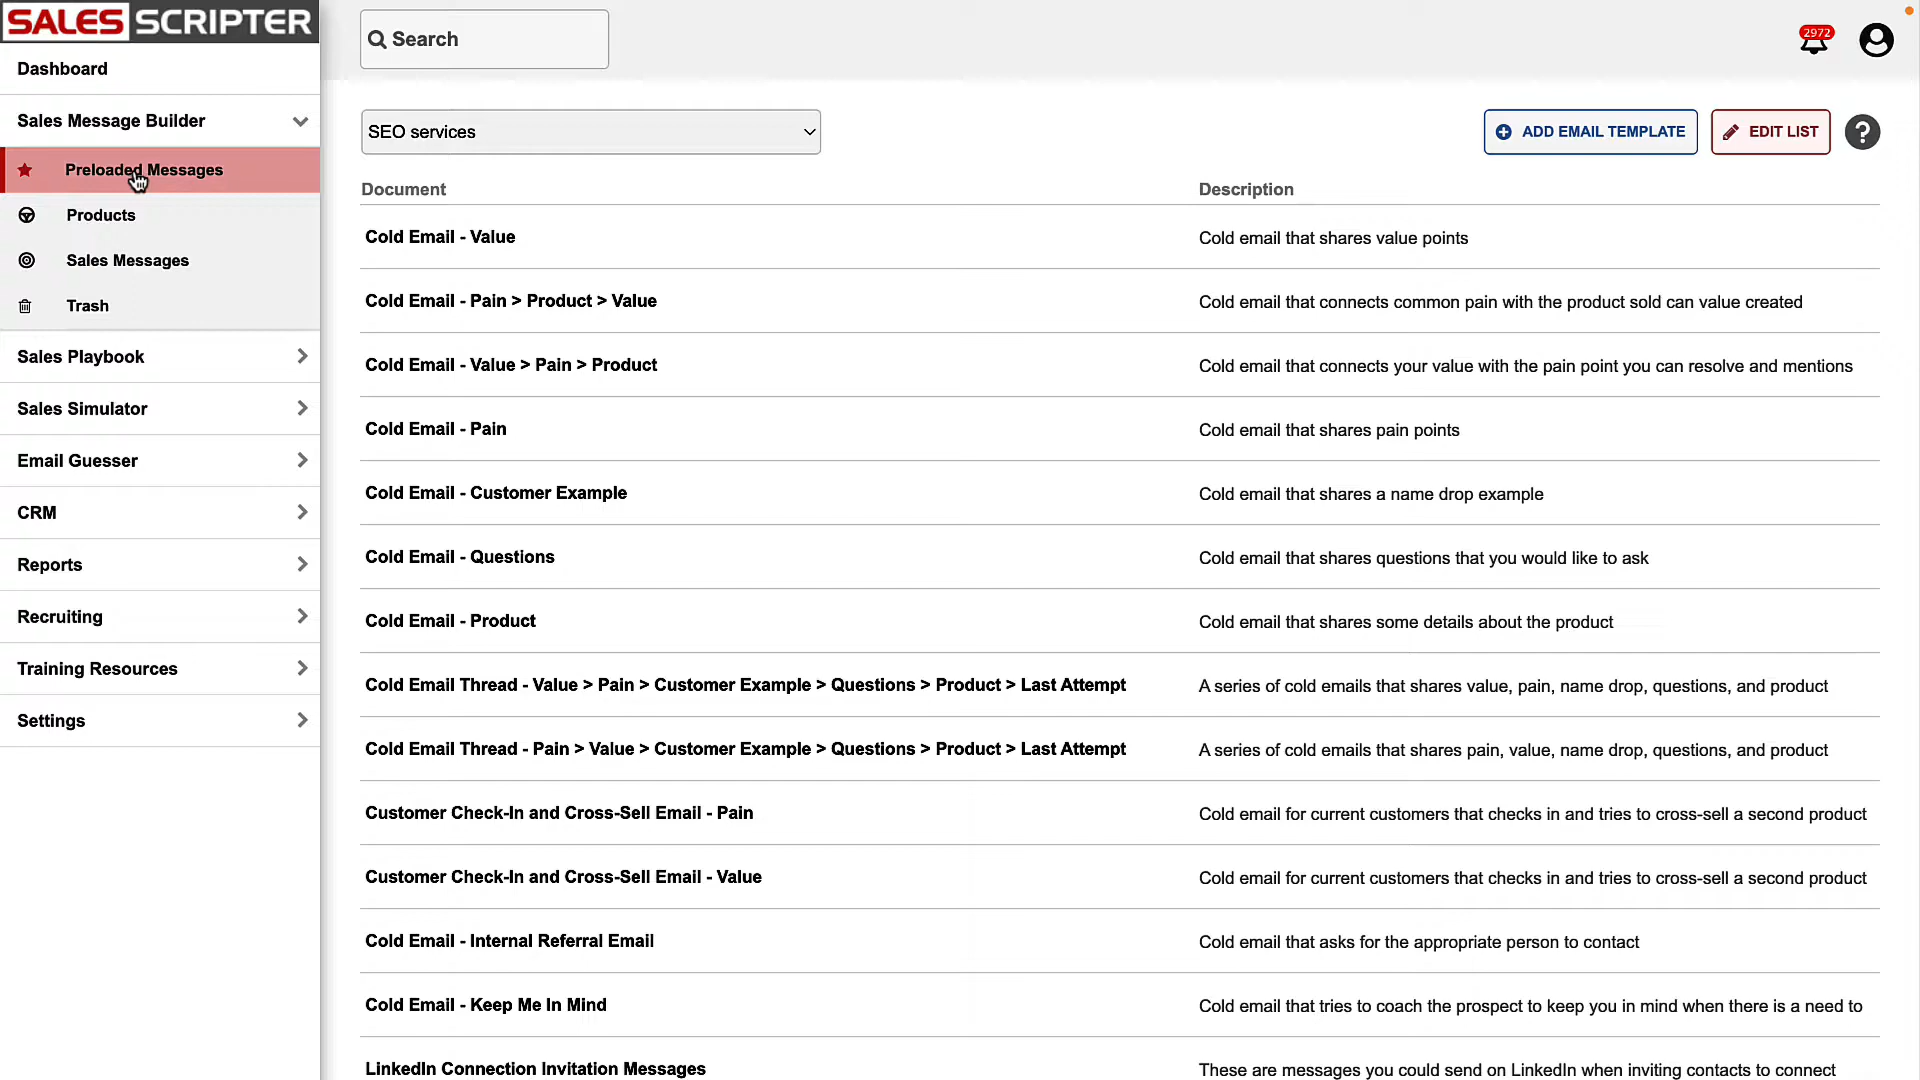 SALES SCRIPTER
Search
2972
Dashboard
Sales Message Builder
Preloaded Messages
Products
Sales Messages
Trash
Sales Playbook
Sales Simulator
Email Guesser
CRM
Reports
Recruiting
Training Resources
Settings
SEO services
ADD EMAIL TEMPLATE
EDIT LIST
?
Document Description
Cold Email - Value Cold email that shares value points
Cold Email - Pain > Product > Value Cold email that connects common pain with the product sold can value created
Cold Email - Value > Pain > Product Cold email that connects your value with the pain point you can resolve and mentions
Cold Email - Pain Cold email that shares pain points
Cold Email - Customer Example Cold email that shares a name drop example
Cold Email - Questions Cold email that shares questions that you would like to ask
Cold Email - Product Cold email that shares some details about the product
Cold Email Thread - Value > Pain > Customer Example > Questions > Product > Last Attempt A series of cold emails that shares value, pain, name drop, questions, and product
Cold Email Thread - Pain > Value > Customer Example > Questions > Product > Last Attempt A series of cold emails that shares pain, value, name drop, questions, and product
Customer Check-In and Cross-Sell Email - Pain Cold email for current customers that checks in and tries to cross-sell a second product
Customer Check-In and Cross-Sell Email - Value Cold email for current customers that checks in and tries to cross-sell a second product
Cold Email - Internal Referral Email Cold email that asks for the appropriate person to contact
Cold Email - Keep Me In Mind Cold email that tries to coach the prospect to keep you in mind when there is a need to
LinkedIn Connection Invitation Messages These are messages you could send on LinkedIn when inviting contacts to connect